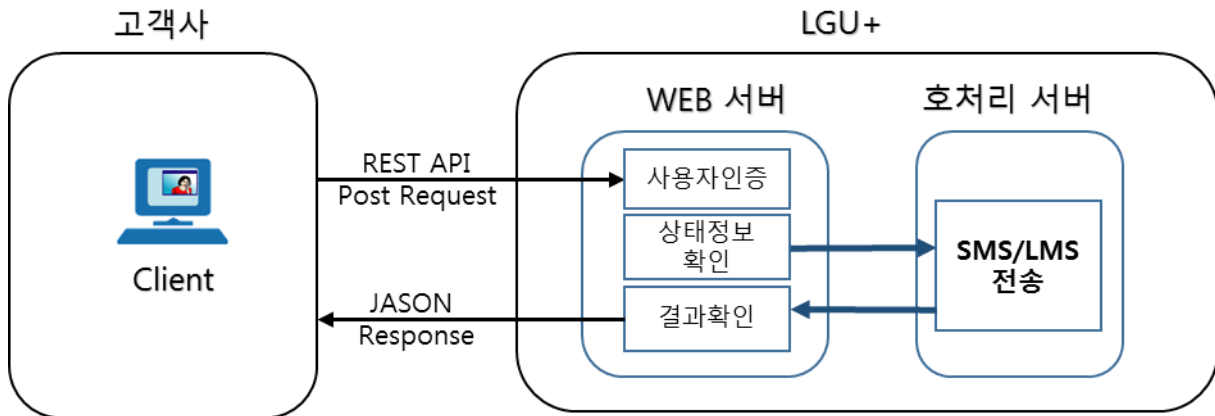 고객사
LGU+
WEB 서버
호처리 서버
REST API
Post Request
사용자인증
상태정보
확인
SMS/LMS
전송
Client
JASON
Response
결과확인